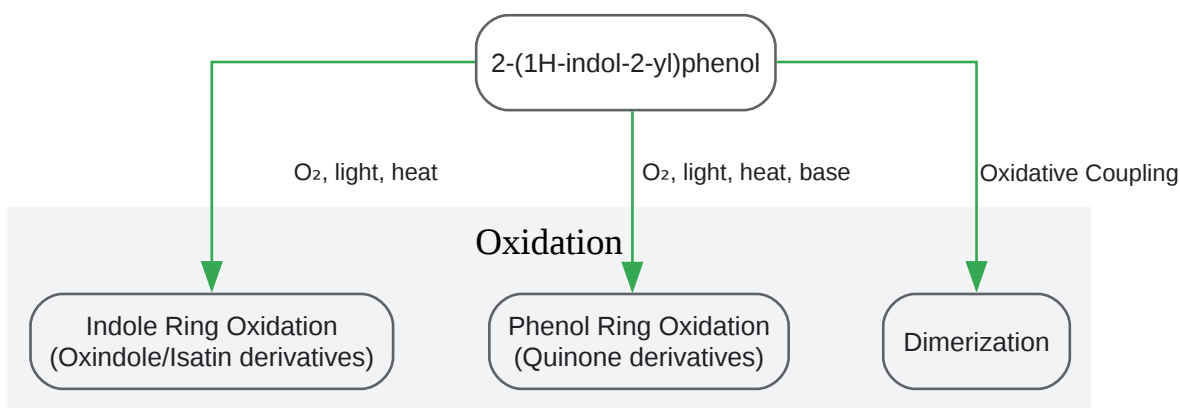 2-(1H-indol-2-yl)phenol
O₂, light, heat
O₂, light, heat, base
Oxidative Coupling
Oxidation
Indole Ring Oxidation
(Oxindole/Isatin derivatives)
Phenol Ring Oxidation
(Quinone derivatives)
Dimerization